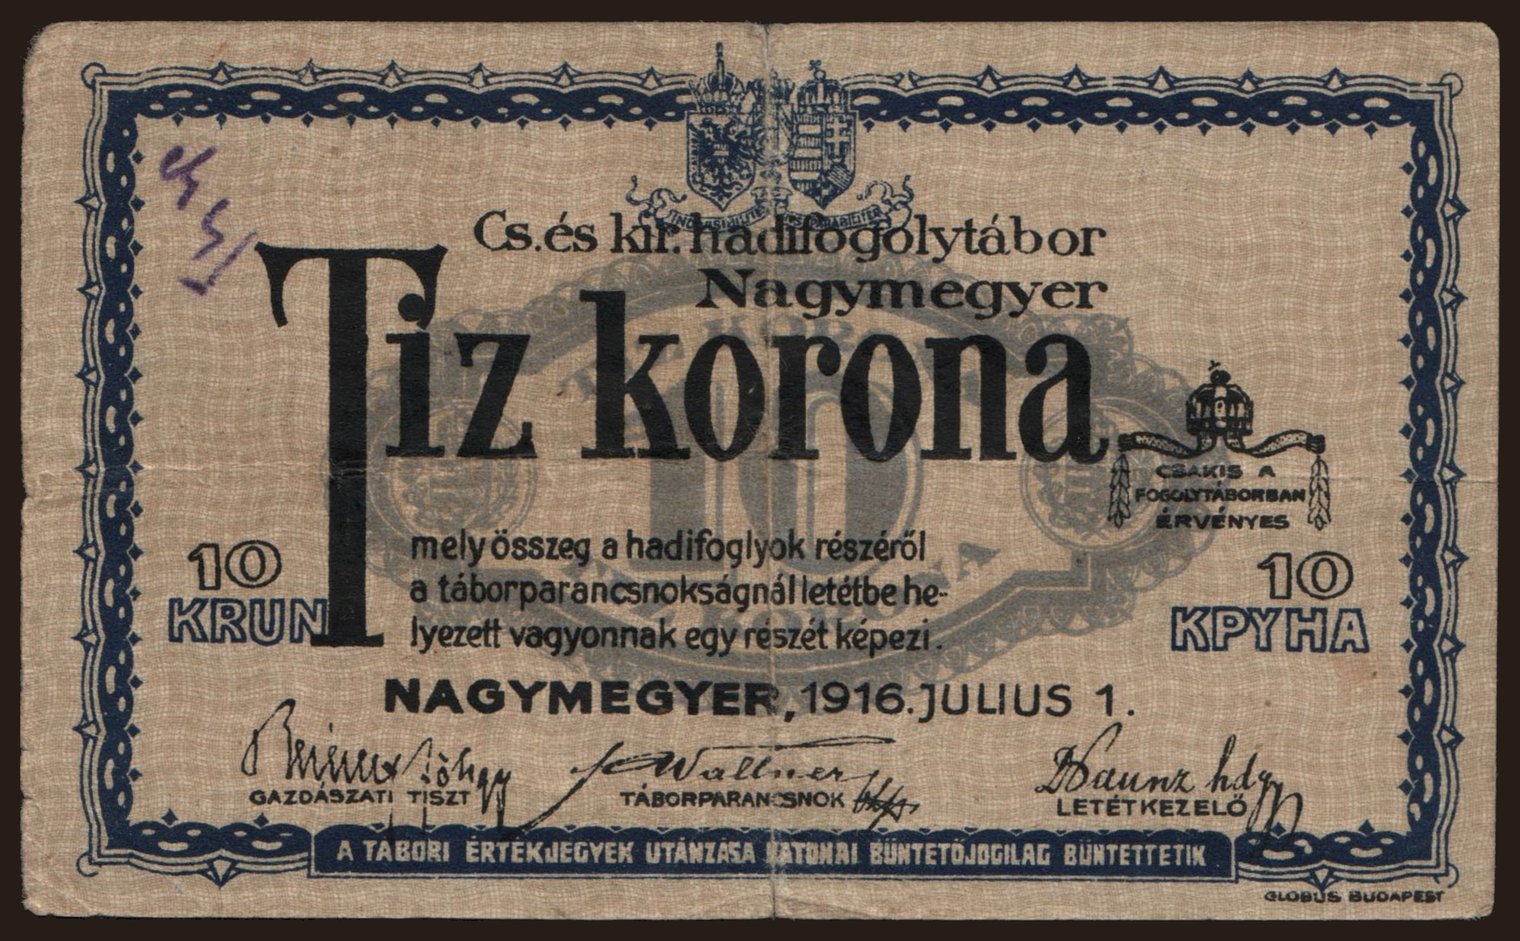 Cs. és kir. hadifogolytábor
Nagymegyer
Tiz korona
CSAKIS A
FOGOLYTÁBORBAN
ÉRVÉNYES
10
KRUN
mely összeg a hadifoglyok részéről
a táborparancsnokságnál letétbe he-
lyezett vagyonnak egy részét képezi.
10
КРУНА
10
NAGYMEGYER, 1916. JULIUS 1.
Wallner
GAZDÁSZATI TISZT
TÁBORPARANCSNOK
LETÉTKEZELŐ
A TÁBORI ÉRTÉKJEGYEK UTÁNZÁSA KATONAI BÜNTETŐJOGILAG BÜNTETTETIK
GLOBUS BUDAPEST